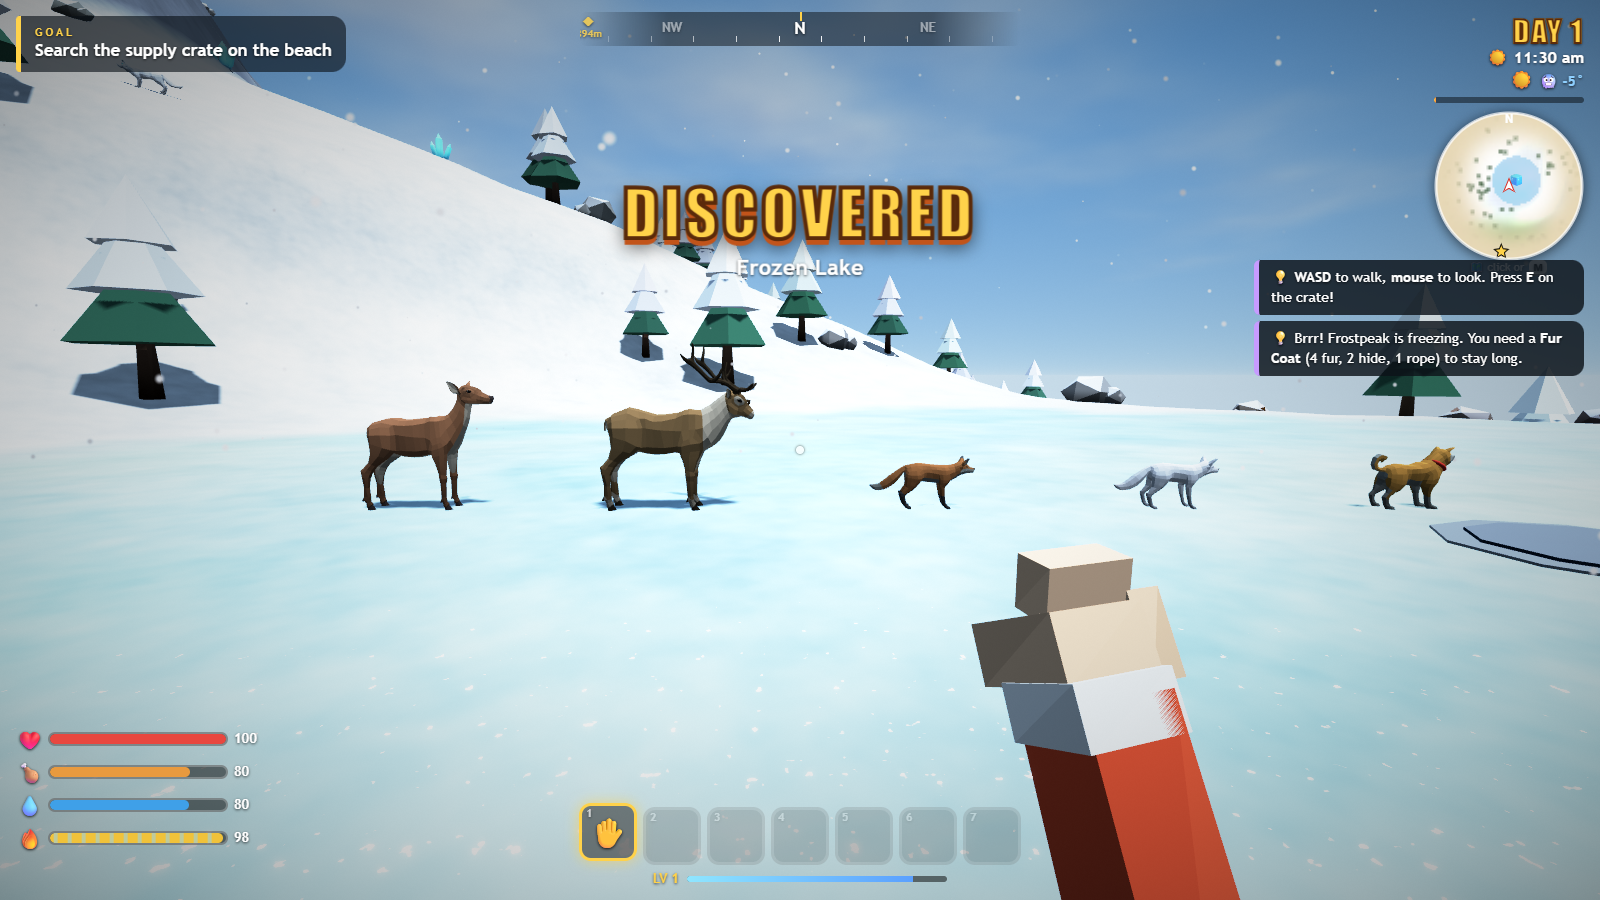 GOAL
Search the supply crate on the beach
94m
NW
N
NE
DAY 1
11:30 am
-5°
N
DISCOVERED
Frozen Lake
WASD to walk, mouse to look. Press E on
the crate!
Brrr! Frostpeak is freezing. You need a Fur
Coat (4 fur, 2 hide, 1 rope) to stay long.
100
80
80
98
1
2
3
4
5
6
7
LV 1